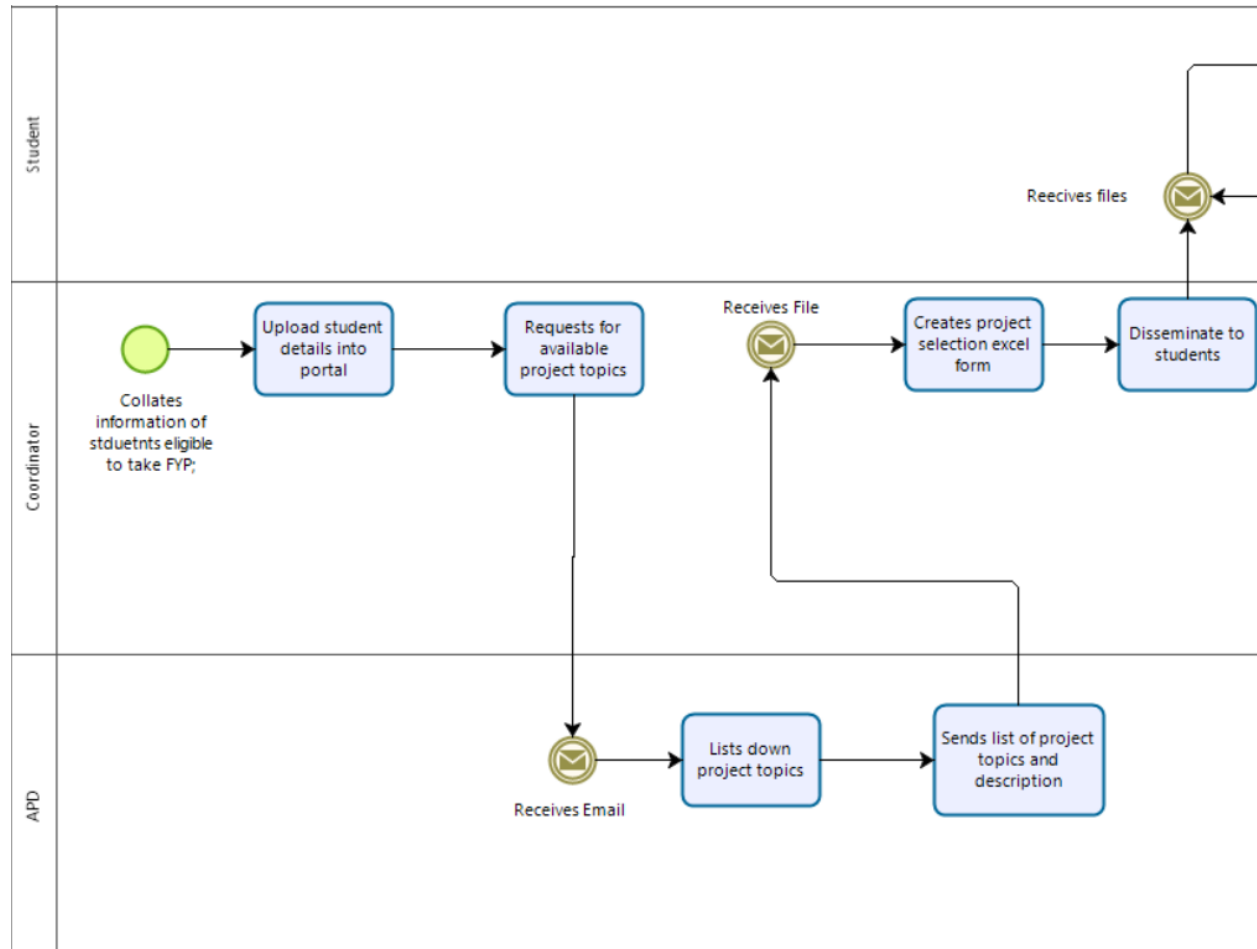 Student
Reecives files
Coordinator
Collates
information of
stduetnts eligible
to take FYP;
Upload student
details into
portal
Requests for
available
project topics
Receives File
Creates project
selection excel
form
Disseminate to
students
APD
Receives Email
Lists down
project topics
Sends list of project
topics and
description